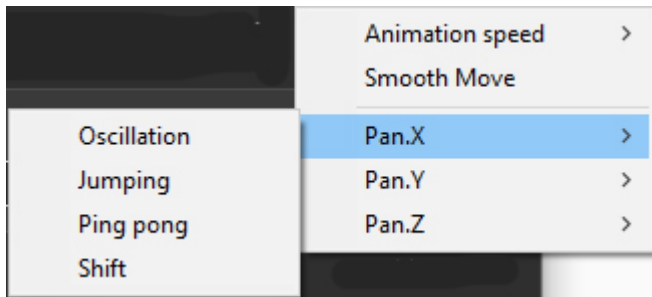 Animation speed
Smooth Move
Pan.X
Pan.Y
Pan.Z
Oscillation
Jumping
Ping pong
Shift